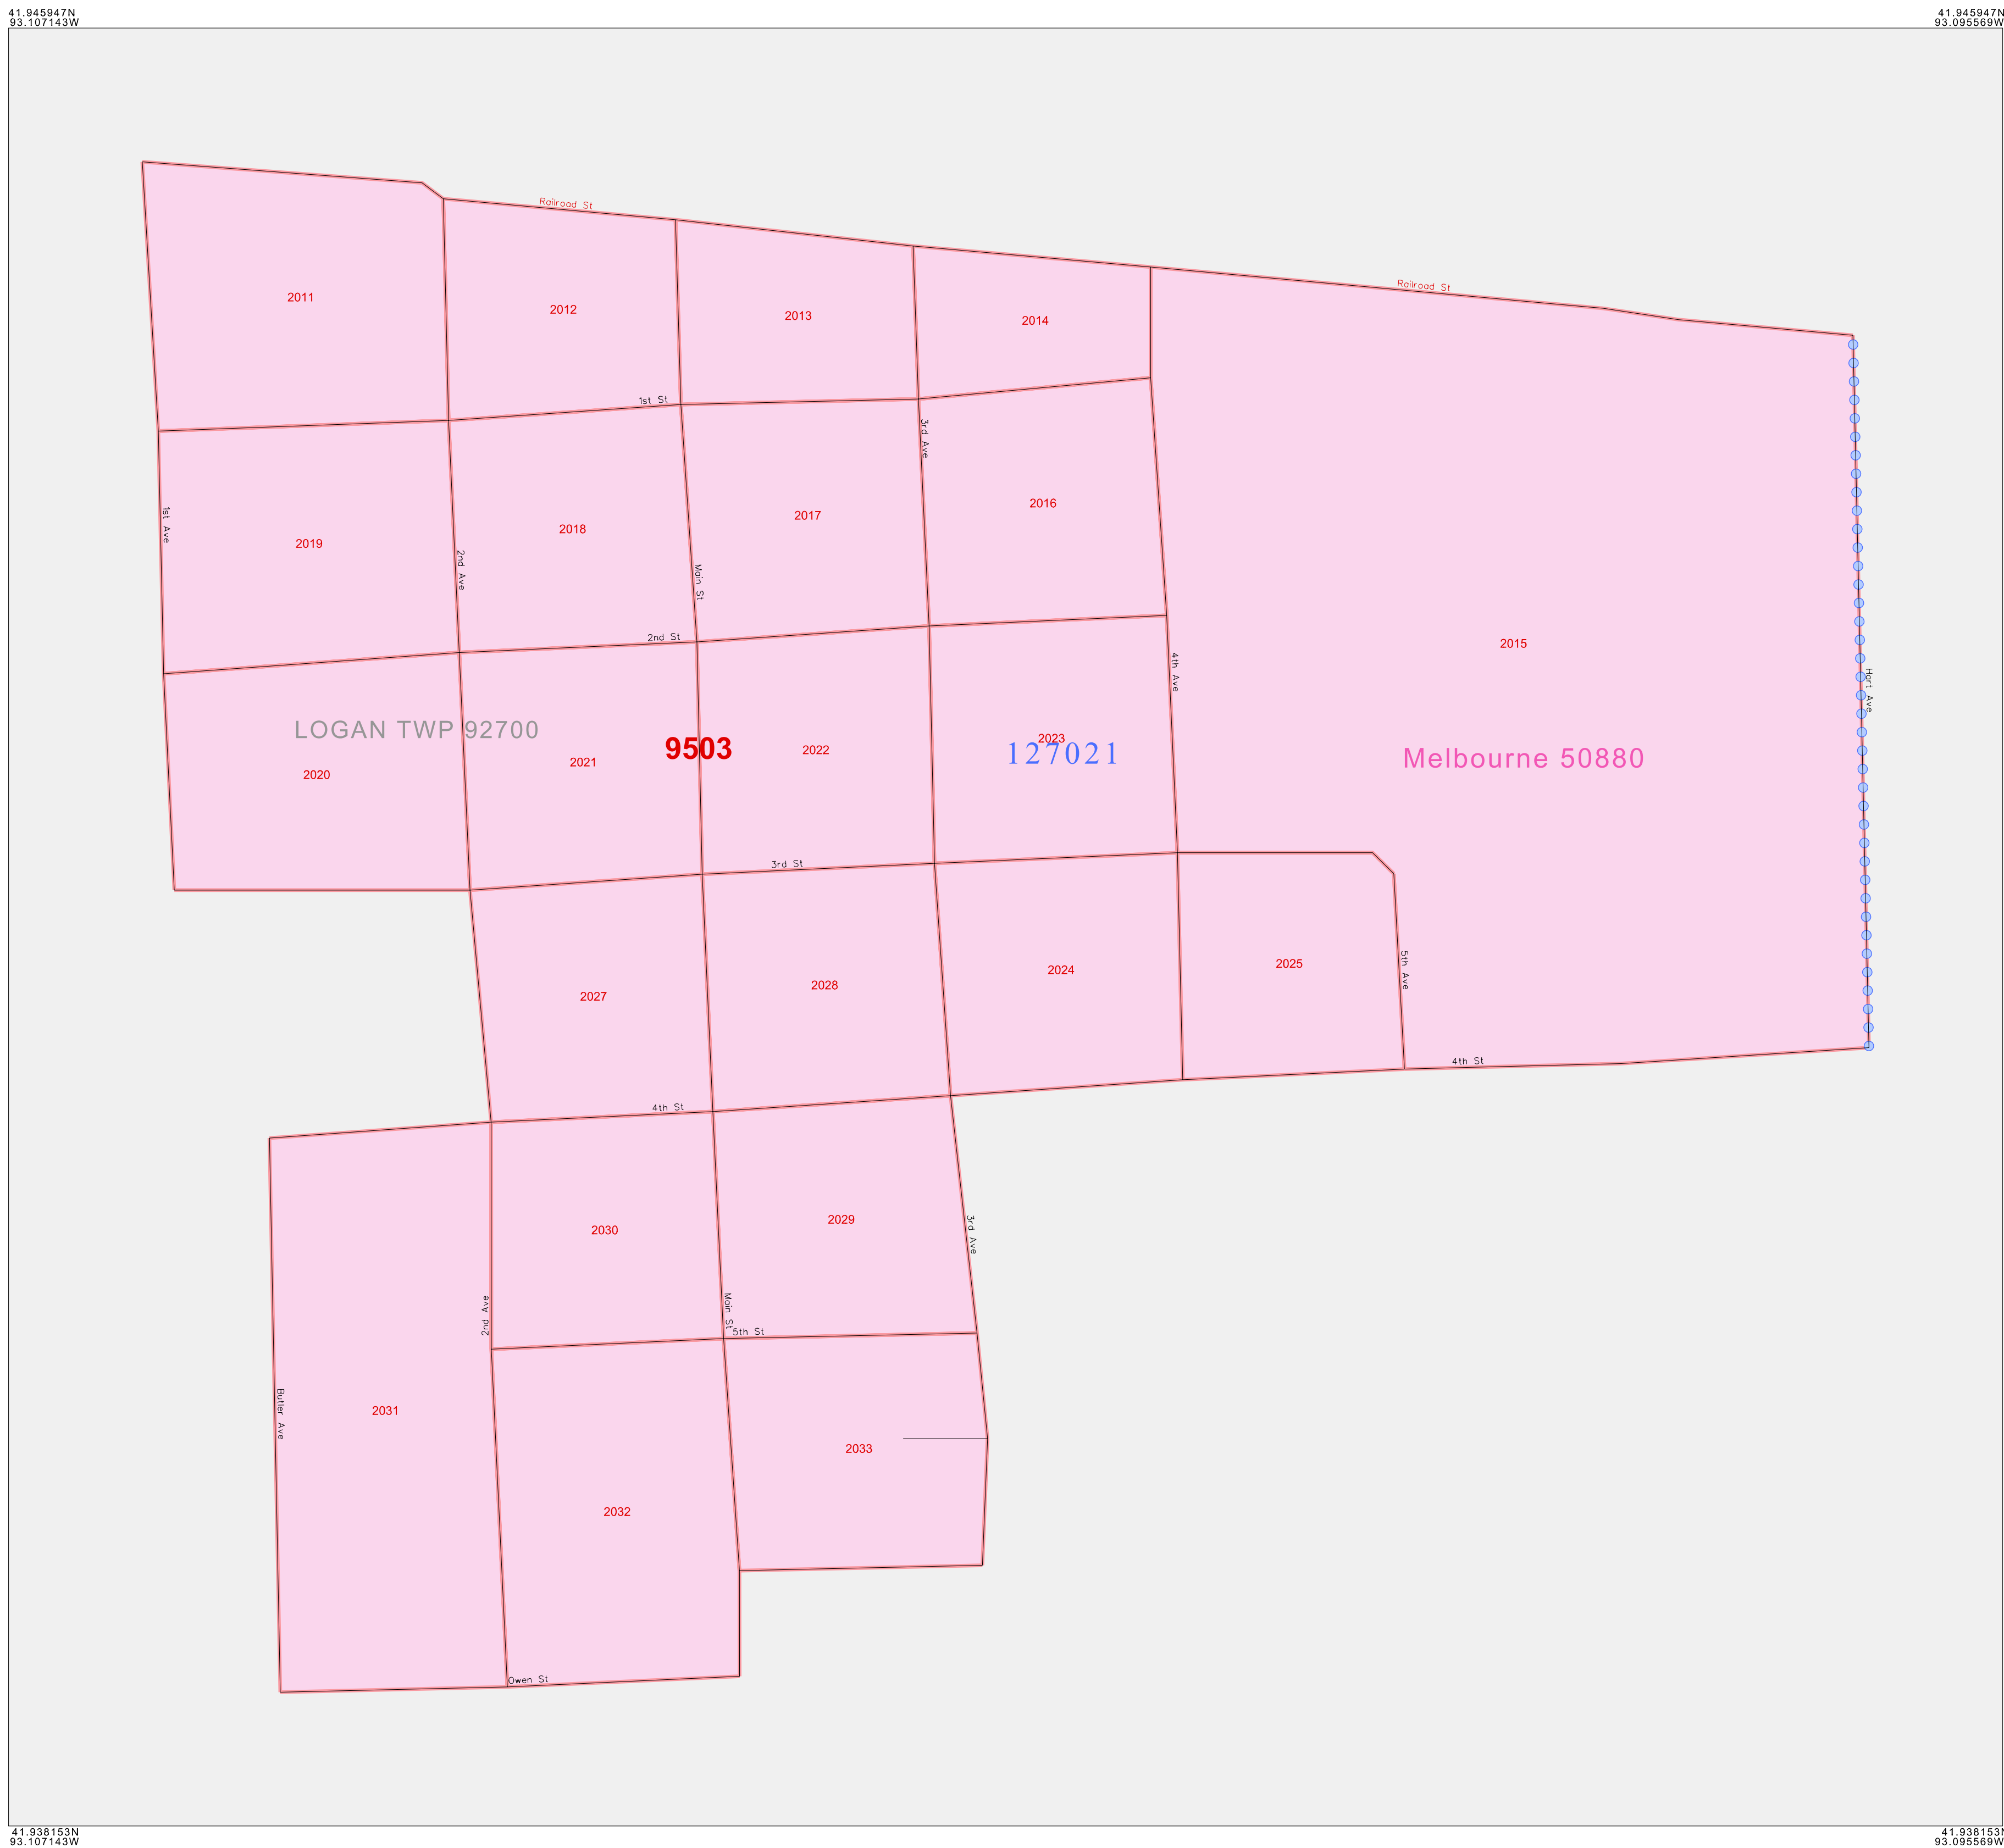 41.945947N
93.107143W
41.945947N
93.095569W
Railroad St
Railroad St
2011
2012
2013
2014
1st St
3rd Ave
1st Ave
2019
2nd Ave
2018
Main St
2017
2016
2nd St
4th Ave
2015
Hart Ave
LOGAN TWP 92700
9503
127021
Melbourne 50880
2020
2021
2022
2023
3rd St
2027
2028
2024
2025
5th Ave
4th St
4th St
2030
2029
3rd Ave
2nd Ave
Main St
5th St
Butler Ave
2031
2033
2032
Owen St
41.938153N
93.107143W
41.938153N
93.095569W